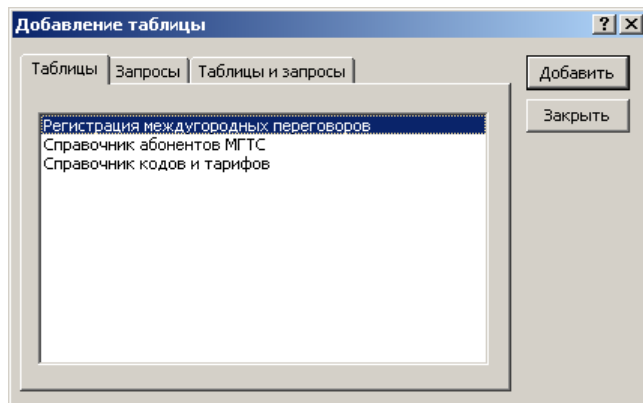 Добавление таблицы
Таблицы Запросы Таблицы и запросы
Добавить
Закрыть
Регистрация междугородных переговоров
Справочник абонентов МГТС
Справочник кодов и тарифов